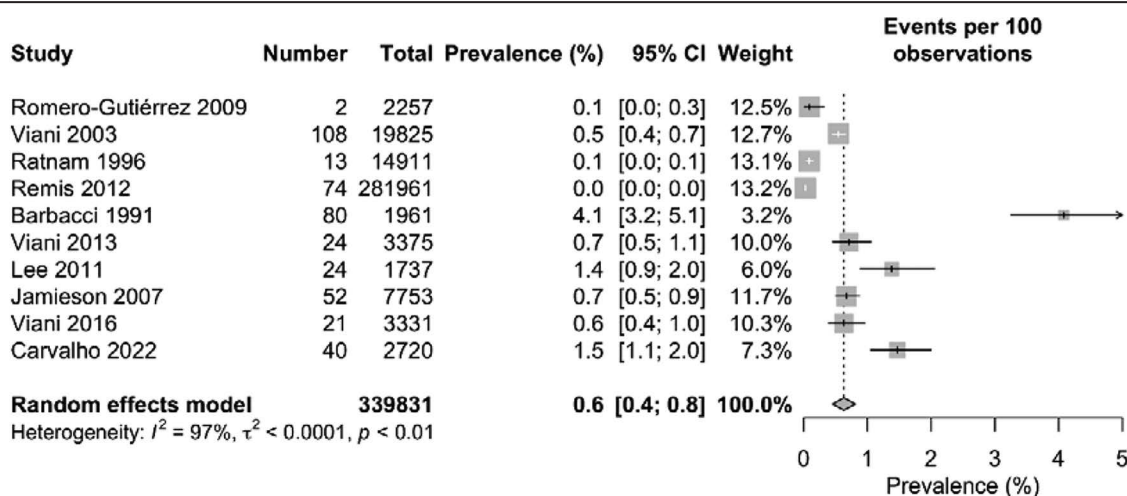 Events per 100
Study Number Total Prevalence (%) 95% CI Weight observations
Romero-Gutiérrez 2009 2 2257 0.1 [0.0; 0.3] 12.5%
Viani 2003 108 19825 0.5 [0.4; 0.7] 12.7%
Ratnam 1996 13 14911 0.1 [0.0; 0.1] 13.1%
Remis 2012 74 281961 0.0 [0.0; 0.0] 13.2%
Barbacci 1991 80 1961 4.1 [3.2; 5.1] 3.2%
Viani 2013 24 3375 0.7 [0.5; 1.1] 10.0%
Lee 2011 24 1737 1.4 [0.9; 2.0] 6.0%
Jamieson 2007 52 7753 0.7 [0.5; 0.9] 11.7%
Viani 2016 21 3331 0.6 [0.4; 1.0] 10.3%
Carvalho 2022 40 2720 1.5 [1.1; 2.0] 7.3%
Random effects model 339831 0.6 [0.4; 0.8] 100.0%
Heterogeneity: I² = 97%, τ² < 0.0001, p < 0.01
0 1 2 3 4 5
Prevalence (%)